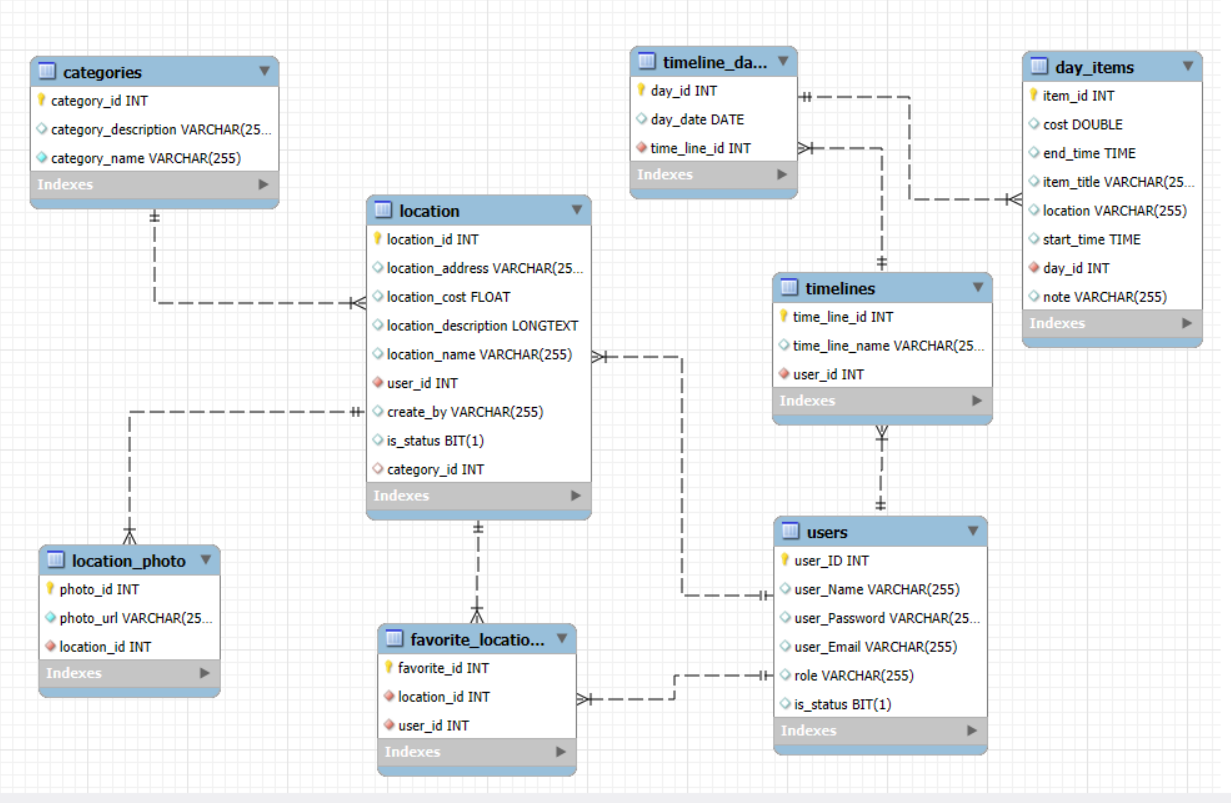 categories
category_id INT
category_description VARCHAR(25...
category_name VARCHAR(255)
Indexes
location
location_id INT
location_address VARCHAR(25...
location_cost FLOAT
location_description LONGTEXT
location_name VARCHAR(255)
user_id INT
create_by VARCHAR(255)
is_status BIT(1)
category_id INT
Indexes
location_photo
photo_id INT
photo_url VARCHAR(25...
location_id INT
Indexes
favorite_locatio...
favorite_id INT
location_id INT
user_id INT
Indexes
timeline_da...
day_id INT
day_date DATE
time_line_id INT
Indexes
day_items
item_id INT
cost DOUBLE
end_time TIME
item_title VARCHAR(25...
location VARCHAR(255)
start_time TIME
day_id INT
note VARCHAR(255)
Indexes
timelines
time_line_id INT
time_line_name VARCHAR(25...
user_id INT
Indexes
users
user_ID INT
user_Name VARCHAR(255)
user_Password VARCHAR(25...
user_Email VARCHAR(255)
role VARCHAR(255)
is_status BIT(1)
Indexes